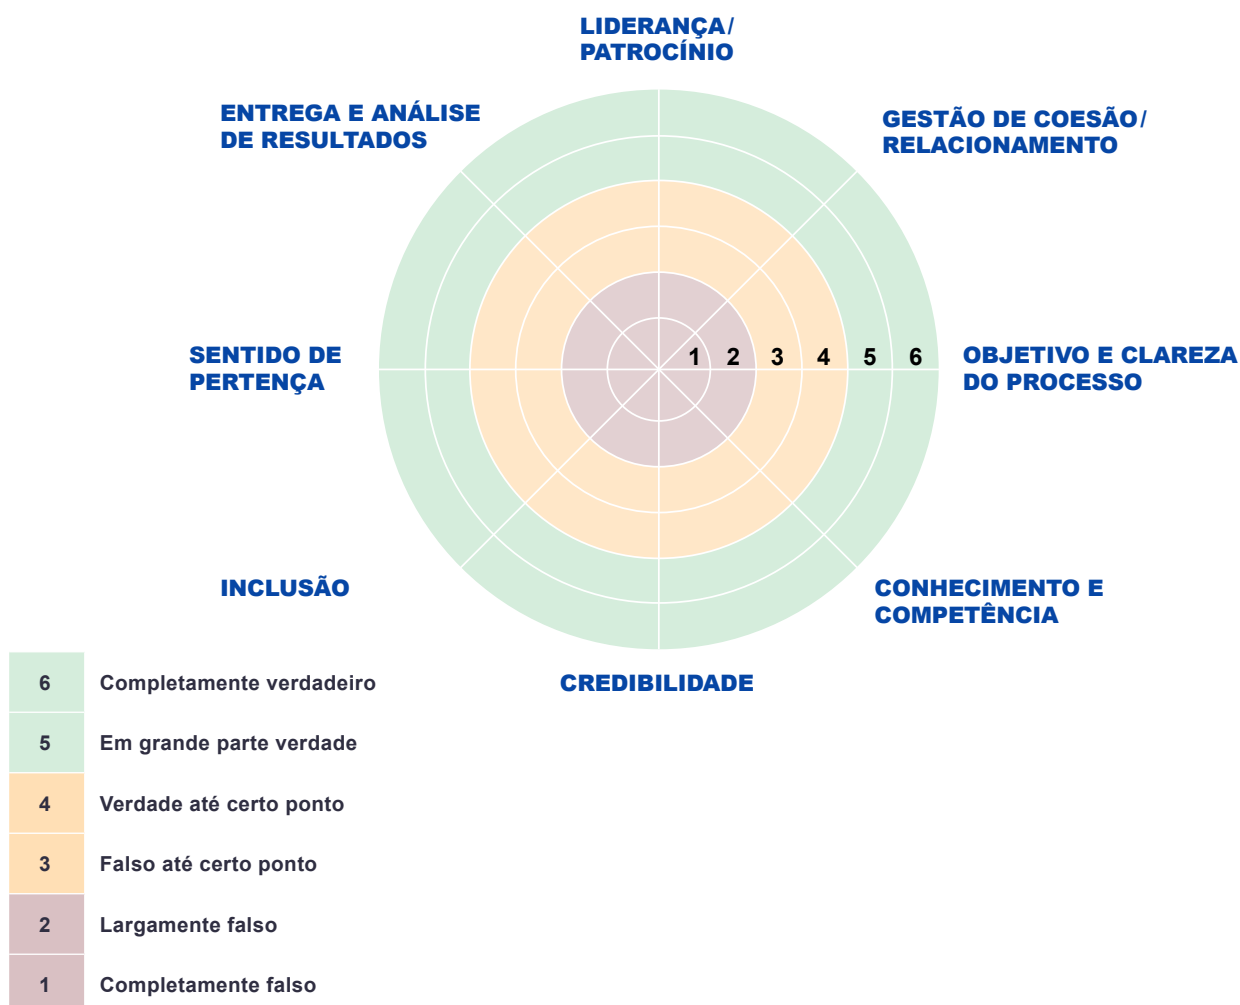 LIDERANÇA/
PATROCÍNIO
ENTREGA E ANÁLISE
DE RESULTADOS
GESTÃO DE COESÃO/
RELACIONAMENTO
SENTIDO DE
PERTENÇA
1 2 3 4 5 6
OBJETIVO E CLAREZA
DO PROCESSO
INCLUSÃO
CONHECIMENTO E
COMPETÊNCIA
CREDIBILIDADE
6 Completamente verdadeiro
5 Em grande parte verdade
4 Verdade até certo ponto
3 Falso até certo ponto
2 Largamente falso
1 Completamente falso